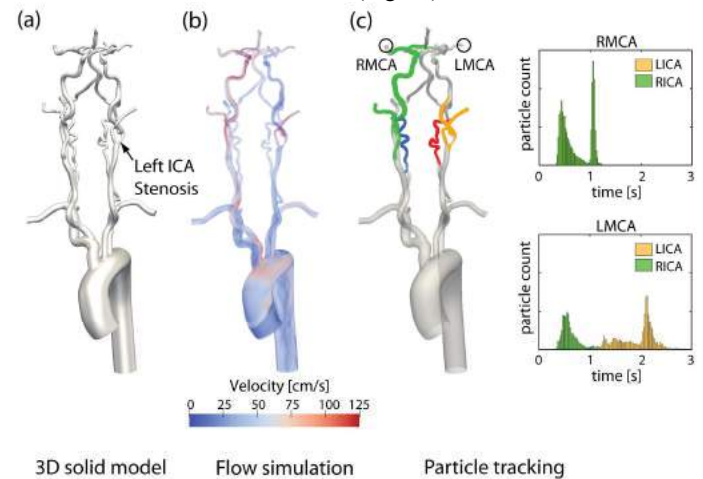 (a)
(b)
(c)
RMCA
LMCA
Left ICA
Stenosis
RMCA
LICA
RICA
particle count
0 1 2 3
time [s]
LMCA
LICA
RICA
particle count
0 1 2 3
time [s]
Velocity [cm/s]
0 25 50 75 100 125
3D solid model
Flow simulation
Particle tracking